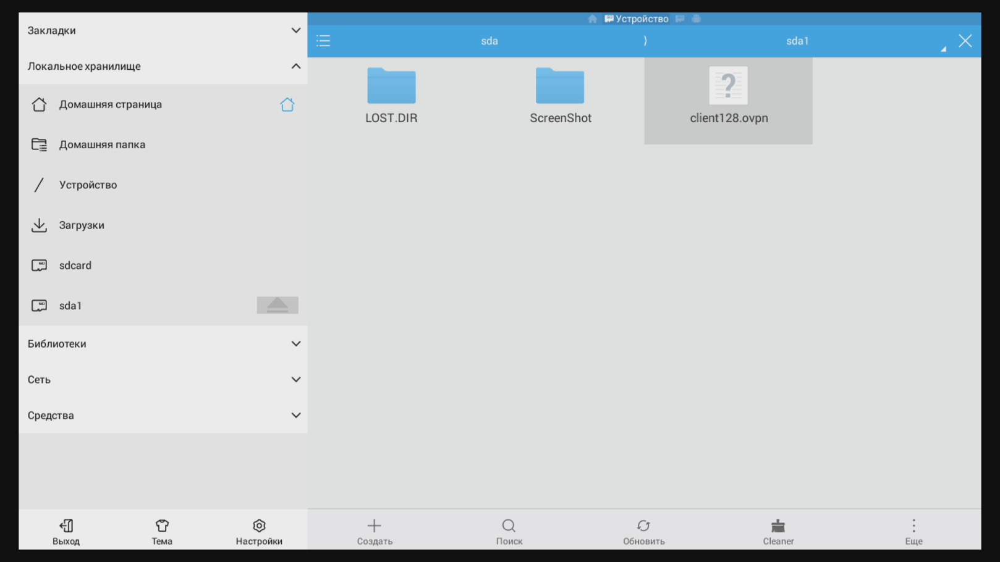 Закладки
Локальное хранилище
Домашняя страница
Домашняя папка
Устройство
Загрузки
sdcard
sda1
Библиотеки
Сеть
Средства
Выход
Тема
Настройки
Устройство
sda
sda1
LOST.DIR
ScreenShot
client128.ovpn
Создать
Поиск
Обновить
Cleaner
Еще